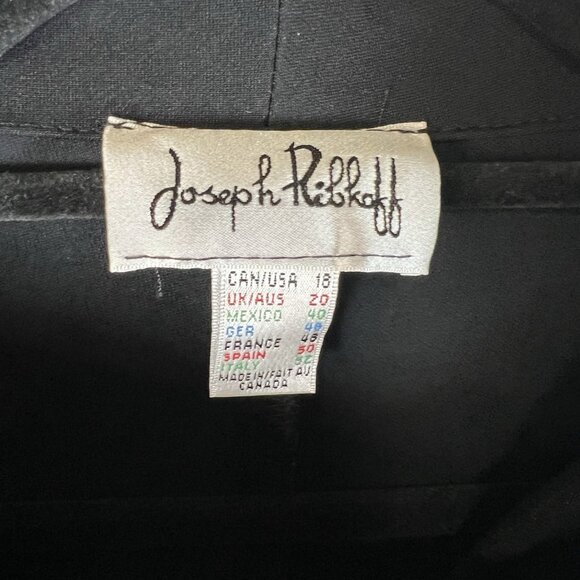 Joseph Ribkoff
CAN/USA 18
UK/AUS 20
MEXICO 40
GER 46
FRANCE 48
SPAIN 50
ITALY 52
MADE IN/FAIT AU
CANADA